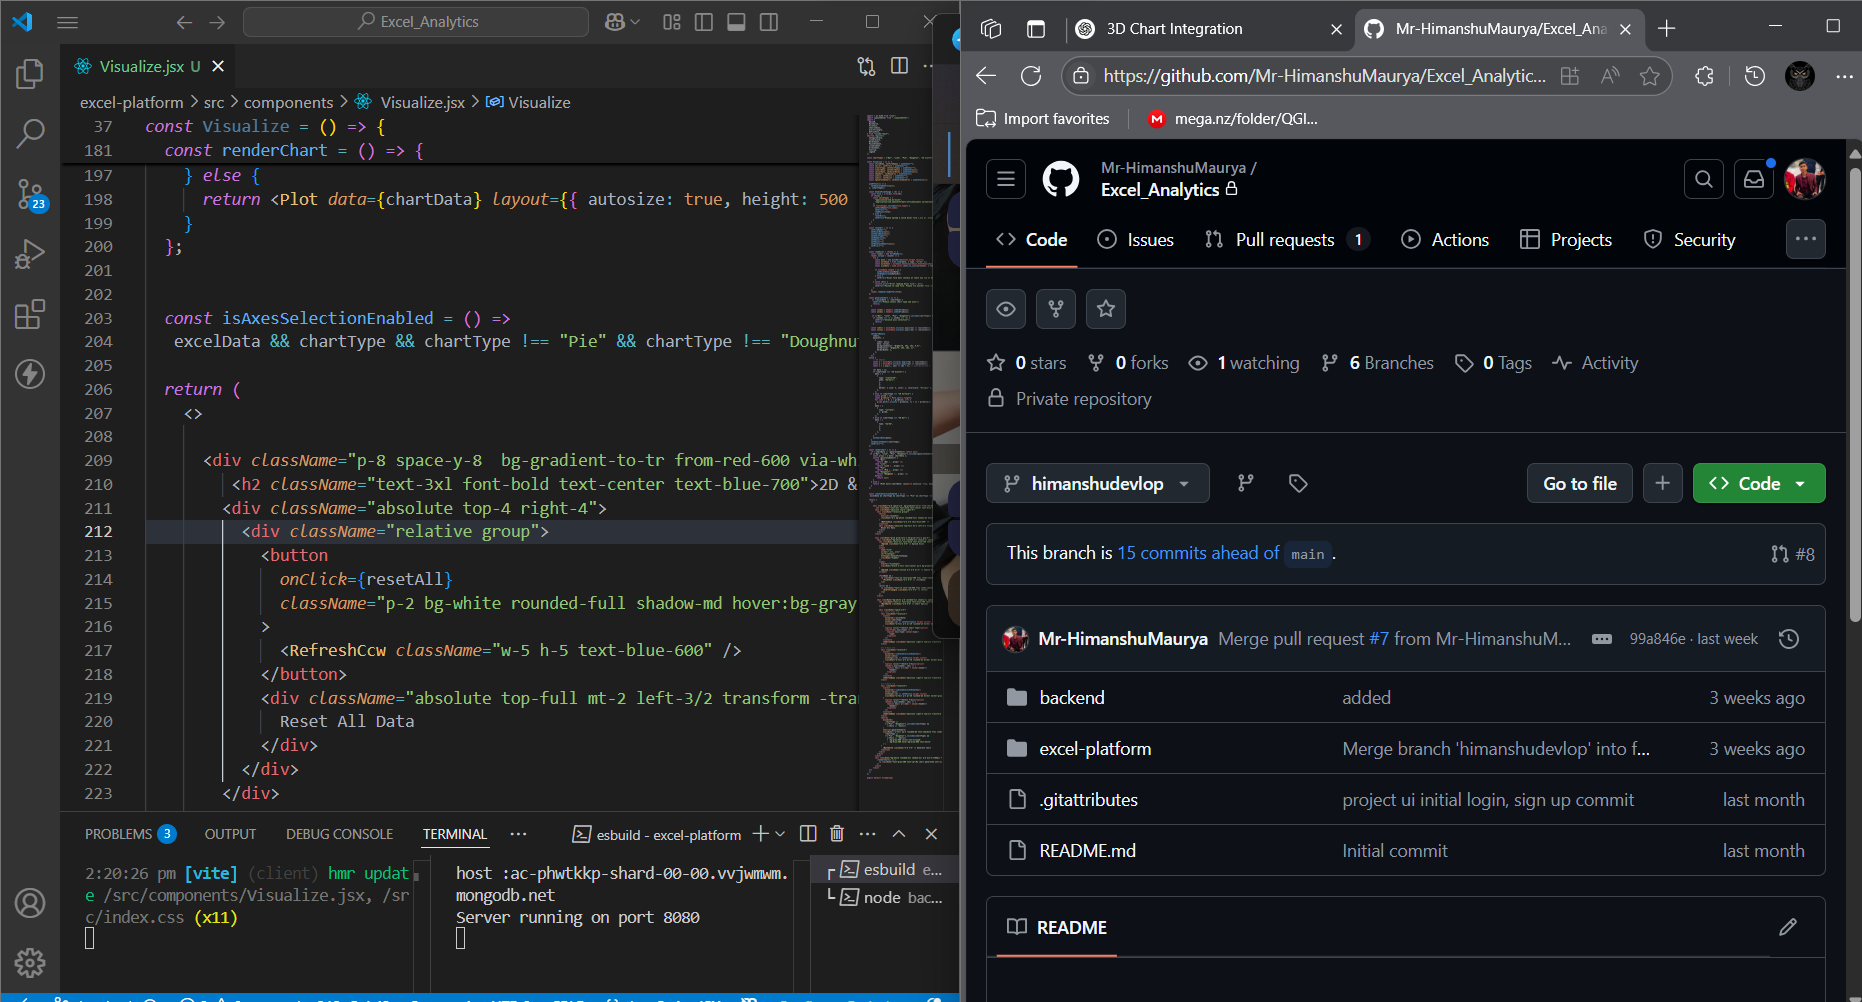 Excel_Analytics
Visualize.jsx U
excel-platform > src > components > Visualize.jsx > Visualize
37 const Visualize = () => {
181 const renderChart = () => {
197 } else {
198 return <Plot data={chartData} layout={{ autosize: true, height: 500
199 }
200 };
201
202
203 const isAxesSelectionEnabled = () =>
204 excelData && chartType && chartType !== "Pie" && chartType !== "Doughnu
205
206 return (
207 <>
208
209 <div className="p-8 space-y-8 bg-gradient-to-tr from-red-600 via-whi
210 <h2 className="text-3xl font-bold text-center text-blue-700">2D &
211 <div className="absolute top-4 right-4">
212 <div className="relative group">
213 <button
214 onClick={resetAll}
215 className="p-2 bg-white rounded-full shadow-md hover:bg-gray
216 >
217 <RefreshCcw className="w-5 h-5 text-blue-600" />
218 </button>
219 <div className="absolute top-full mt-2 left-3/2 transform -tran
220 Reset All Data
221 </div>
222 </div>
223 </div>
23
PROBLEMS 3 OUTPUT DEBUG CONSOLE TERMINAL ··· esbuild - excel-platform
2:20:26 pm [vite] (client) hmr updat
e /src/components/Visualize.jsx, /sr
c/index.css (x11)
host :ac-phwtkkp-shard-00-00.vvjwmwm.
mongodb.net
Server running on port 8080
esbuild e...
node bac...
3D Chart Integration
Mr-HimanshuMaurya/Excel_Ana
https://github.com/Mr-HimanshuMaurya/Excel_Analytic...
Import favorites
mega.nz/folder/QGl...
Mr-HimanshuMaurya /
Excel_Analytics
Code Issues Pull requests 1 Actions Projects Security
0 stars 0 forks 1 watching 6 Branches 0 Tags Activity
Private repository
himanshudevlop
Go to file
Code
This branch is 15 commits ahead of main .
#8
Mr-HimanshuMaurya Merge pull request #7 from Mr-HimanshuM... 99a846e · last week
backend added 3 weeks ago
excel-platform Merge branch 'himanshudevlop' into f... 3 weeks ago
.gitattributes project ui initial login, sign up commit last month
README.md Initial commit last month
README